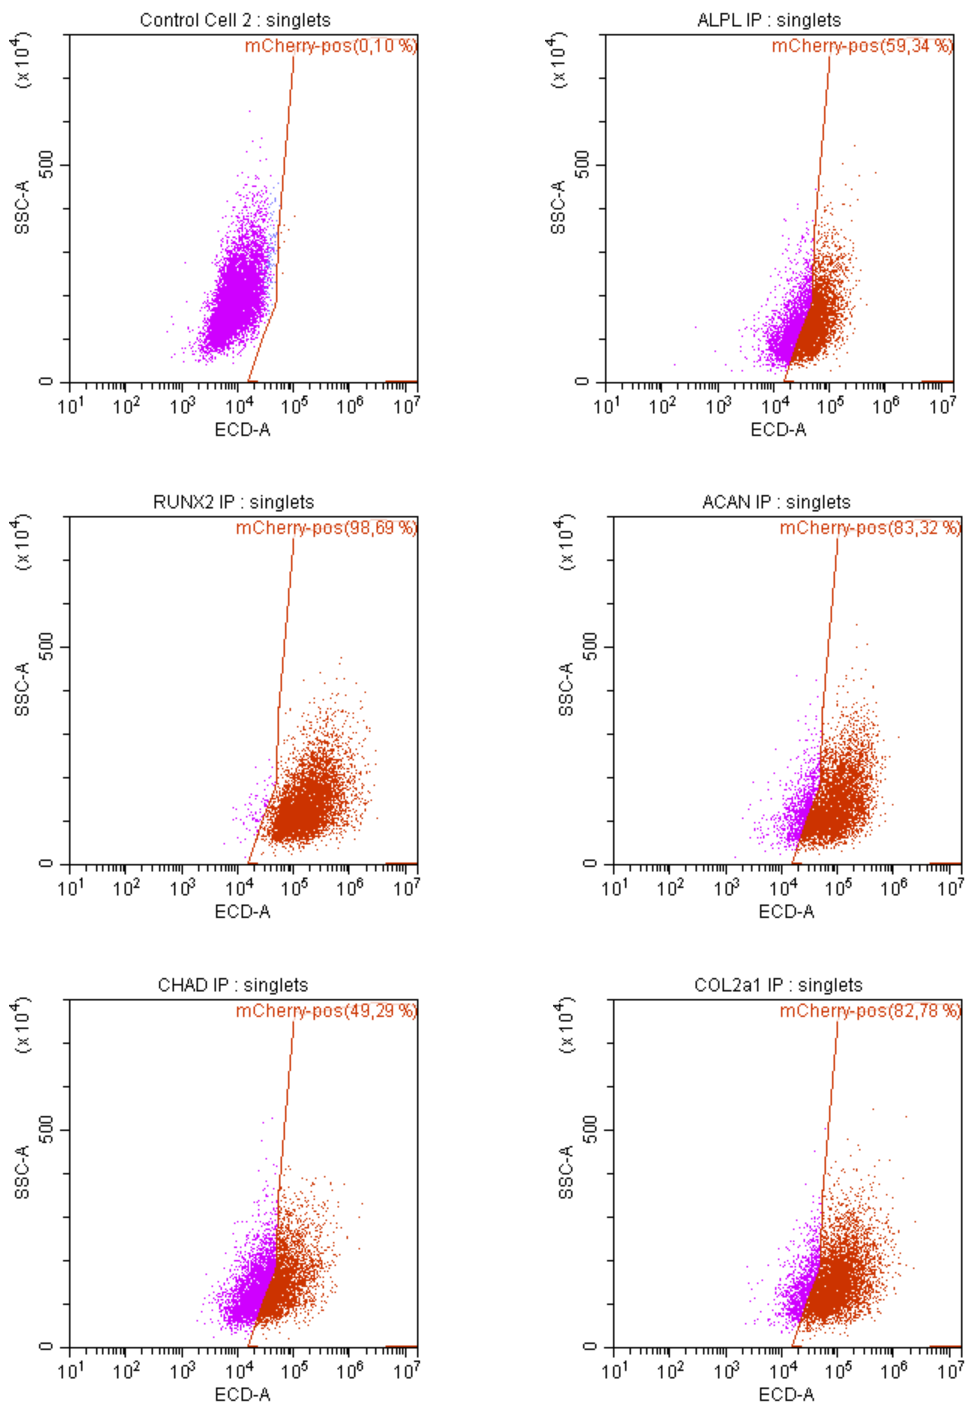 Control Cell 2 : singlets
mCherry-pos(0,10 %)
(x 10⁴)
500
SSC-A
0
10¹ 10² 10³ 10⁴ 10⁵ 10⁶ 10⁷
ECD-A
ALPL IP : singlets
mCherry-pos(59,34 %)
(x 10⁴)
500
SSC-A
0
10¹ 10² 10³ 10⁴ 10⁵ 10⁶ 10⁷
ECD-A
RUNX2 IP : singlets
mCherry-pos(98,69 %)
(x 10⁴)
500
SSC-A
0
10¹ 10² 10³ 10⁴ 10⁵ 10⁶ 10⁷
ECD-A
ACAN IP : singlets
mCherry-pos(83,32 %)
(x 10⁴)
500
SSC-A
0
10¹ 10² 10³ 10⁴ 10⁵ 10⁶ 10⁷
ECD-A
CHAD IP : singlets
mCherry-pos(49,29 %)
(x 10⁴)
500
SSC-A
0
10¹ 10² 10³ 10⁴ 10⁵ 10⁶ 10⁷
ECD-A
COL2a1 IP : singlets
mCherry-pos(82,78 %)
(x 10⁴)
500
SSC-A
0
10¹ 10² 10³ 10⁴ 10⁵ 10⁶ 10⁷
ECD-A